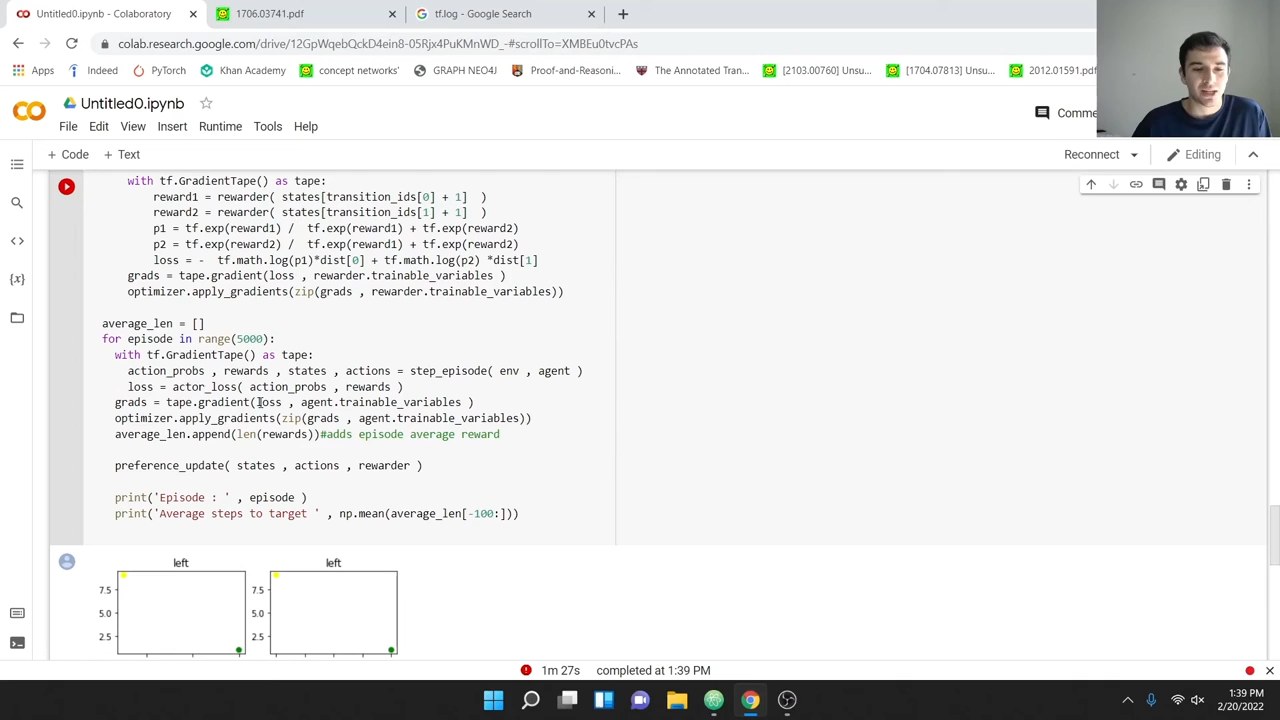 Untitled0.ipynb - Colaboratory
1706.03741.pdf
tf.log - Google Search
colab.research.google.com/drive/12GpWqebQckD4ein8-05Rjx4PuKMnWD_-#scrollTo=XMBEu0tvcPAs
Apps
Indeed
PyTorch
Khan Academy
concept networks'
GRAPH NEO4J
Proof-and-Reasoni...
The Annotated Tran...
[2103.00760] Unsu...
[1704.07813] Unsu...
2012.01591.pdf
Untitled0.ipynb
File Edit View Insert Runtime Tools Help
Comme
+ Code + Text
Reconnect
Editing
with tf.GradientTape() as tape:
reward1 = rewarder( states[transition_ids[0] + 1] )
reward2 = rewarder( states[transition_ids[1] + 1] )
p1 = tf.exp(reward1) / tf.exp(reward1) + tf.exp(reward2)
p2 = tf.exp(reward2) / tf.exp(reward1) + tf.exp(reward2)
loss = - tf.math.log(p1)*dist[0] + tf.math.log(p2) *dist[1]
grads = tape.gradient(loss , rewarder.trainable_variables )
optimizer.apply_gradients(zip(grads , rewarder.trainable_variables))
average_len = []
for episode in range(5000):
with tf.GradientTape() as tape:
action_probs , rewards , states , actions = step_episode( env , agent )
loss = actor_loss( action_probs , rewards )
grads = tape.gradient(loss , agent.trainable_variables )
optimizer.apply_gradients(zip(grads , agent.trainable_variables))
average_len.append(len(rewards))#adds episode average reward
preference_update( states , actions , rewarder )
print('Episode : ' , episode )
print('Average steps to target ' , np.mean(average_len[-100:]))
left left
7.5 7.5
5.0 5.0
2.5 2.5
1m 27s completed at 1:39 PM
1:39 PM
2/20/2022